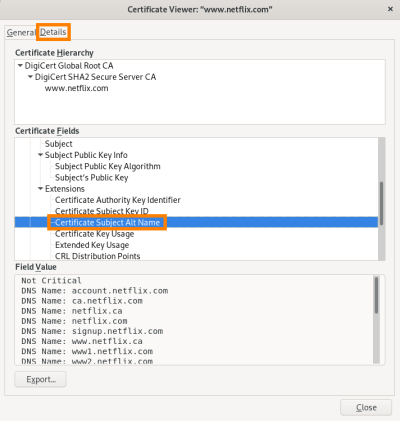 Certificate Viewer: “www.netflix.com”
×
General
Details
Certificate Hierarchy
DigiCert Global Root CA
DigiCert SHA2 Secure Server CA
www.netflix.com
Certificate Fields
Subject
Subject Public Key Info
Subject Public Key Algorithm
Subject's Public Key
Extensions
Certificate Authority Key Identifier
Certificate Subject Key ID
Certificate Subject Alt Name
Certificate Key Usage
Extended Key Usage
CRL Distribution Points
Field Value
Not Critical
DNS Name: account.netflix.com
DNS Name: ca.netflix.com
DNS Name: netflix.ca
DNS Name: netflix.com
DNS Name: signup.netflix.com
DNS Name: www.netflix.ca
DNS Name: www1.netflix.com
DNS Name: www2.netflix.com
Export...
Close